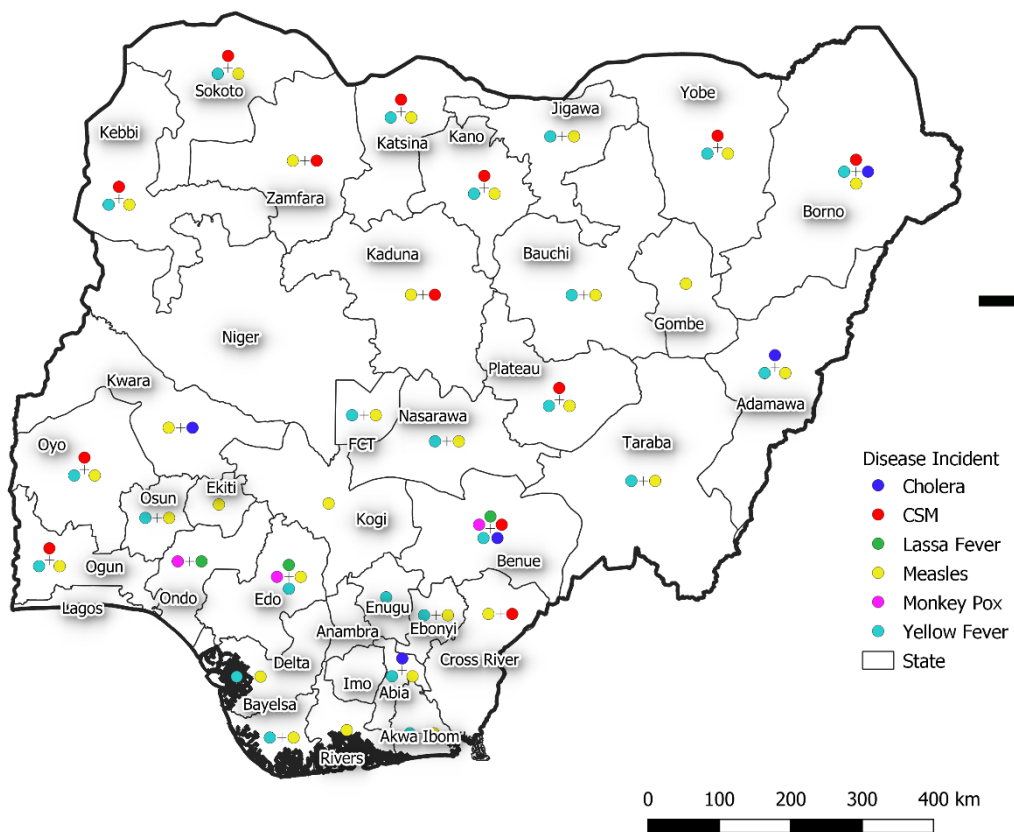 Sokoto
Yobe
Jigawa
Kebbi
Katsina
Kano
Zamfara
Borno
Kaduna
Bauchi
Gombe
Niger
Plateau
Kwara
Adamawa
Nasarawa
FCT
Taraba
Oyo
Ekiti
Osun
Kogi
Benue
Ogun
Ondo
Edo
Lagos
Enugu
Ebonyi
Anambra
Cross River
Delta
Imo
Abia
Bayelsa
Akwa Ibom
Rivers
Disease Incident
Cholera
CSM
Lassa Fever
Measles
Monkey Pox
Yellow Fever
State
0 100 200 300 400 km